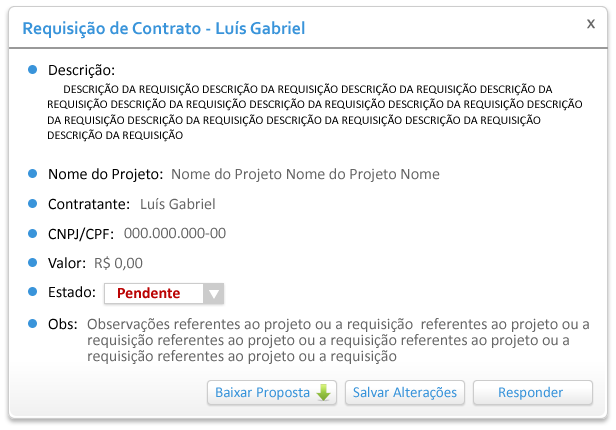 Requisição de Contrato - Luís Gabriel x
Descrição:
DESCRIÇÃO DA REQUISIÇÃO DESCRIÇÃO DA REQUISIÇÃO DESCRIÇÃO DA REQUISIÇÃO DESCRIÇÃO DA
REQUISIÇÃO DESCRIÇÃO DA REQUISIÇÃO DESCRIÇÃO DA REQUISIÇÃO DESCRIÇÃO DA REQUISIÇÃO DESCRIÇÃO
DA REQUISIÇÃO DESCRIÇÃO DA REQUISIÇÃO DESCRIÇÃO DA REQUISIÇÃO DESCRIÇÃO DA REQUISIÇÃO
DESCRIÇÃO DA REQUISIÇÃO
Nome do Projeto: Nome do Projeto Nome do Projeto Nome
Contratante: Luís Gabriel
CNPJ/CPF: 000.000.000-00
Valor: R$ 0,00
Estado: Pendente
Obs: Observações referentes ao projeto ou a requisição referentes ao projeto ou a
requisição referentes ao projeto ou a requisição referentes ao projeto ou a
requisição referentes ao projeto ou a requisição
Baixar Proposta Salvar Alterações Responder